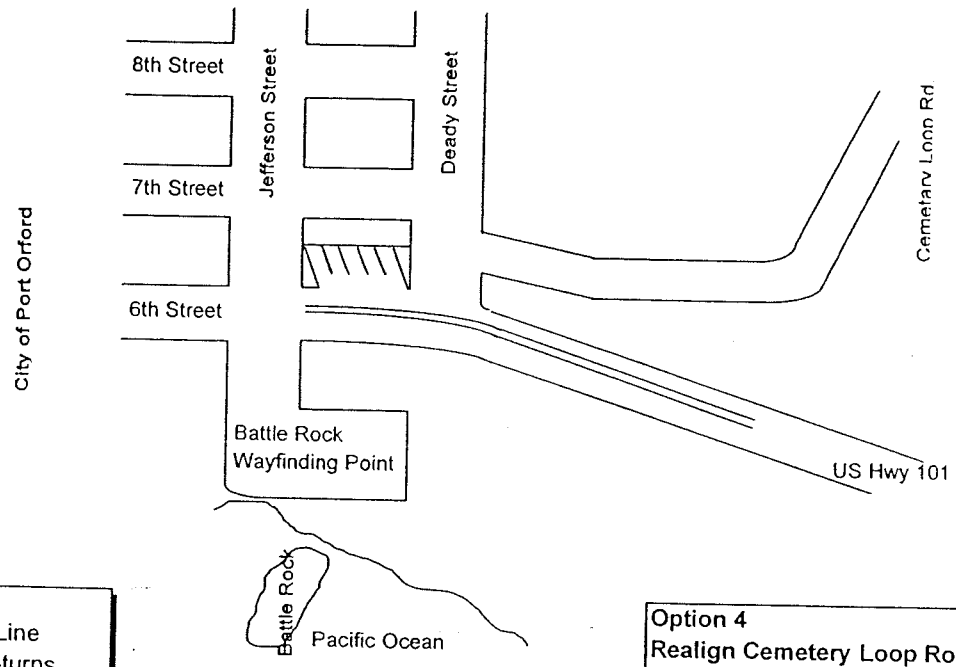 8th Street
Jefferson Street
Deady Street
Cemetary Loop Rd.
7th Street
City of Port Orford
6th Street
Battle Rock
Wayfinding Point
US Hwy 101
Battle Rock
Pacific Ocean
Line
turns
Option 4
Realign Cemetery Loop Ro